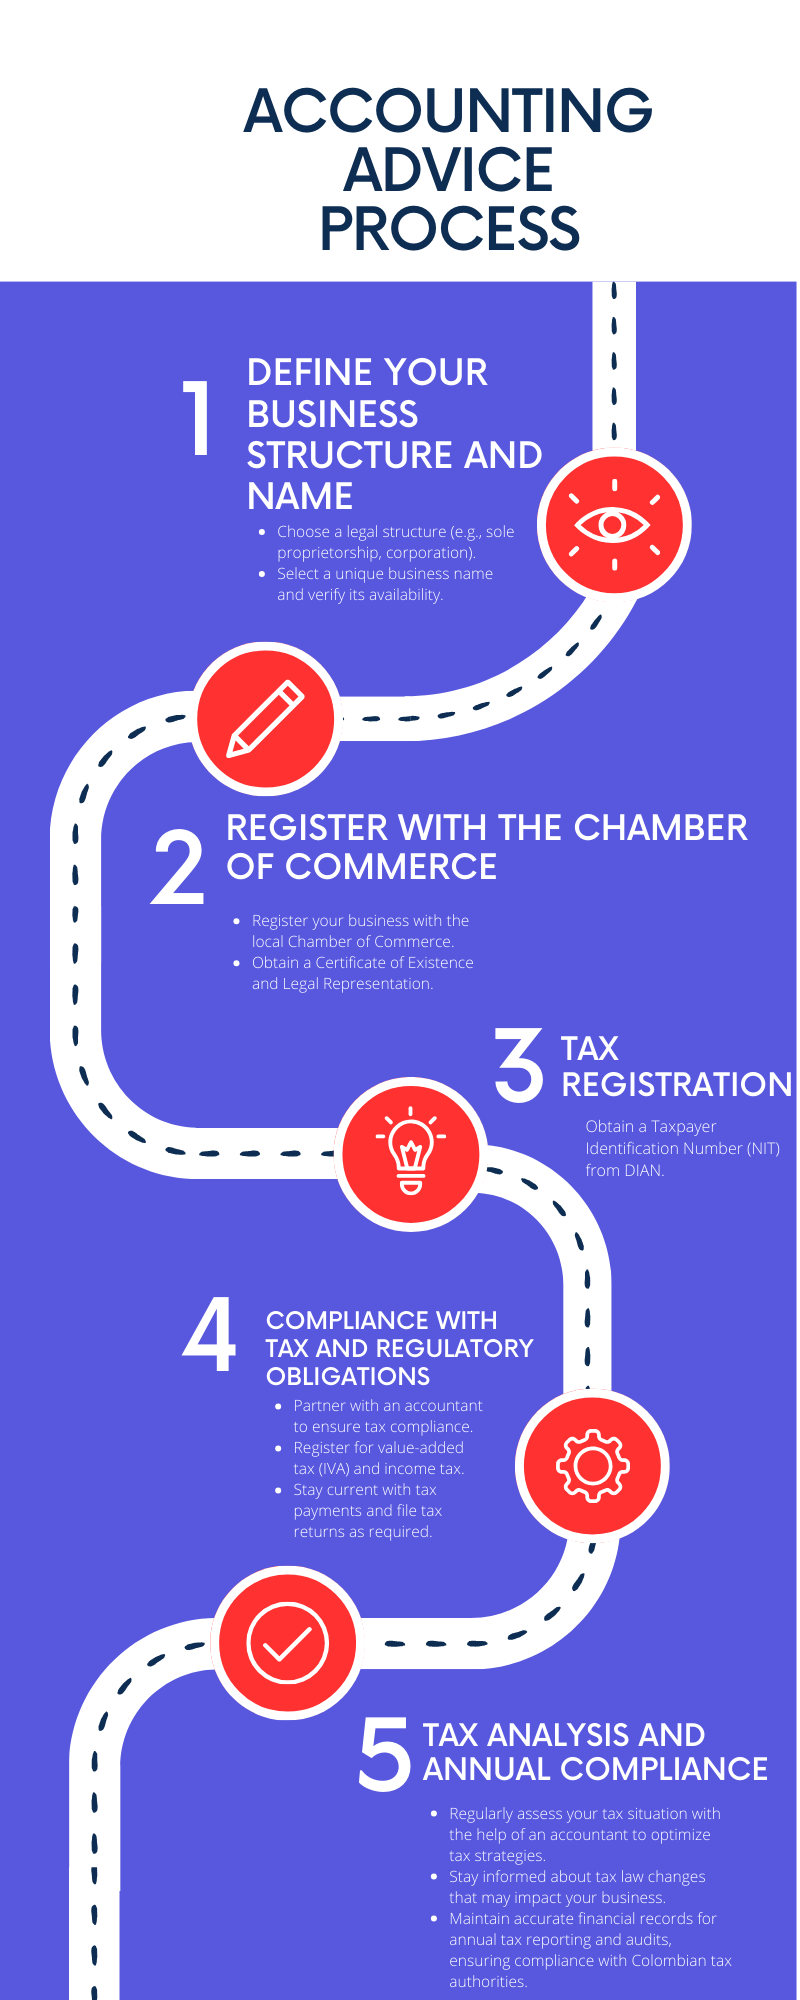 ACCOUNTING
ADVICE
PROCESS
1
DEFINE YOUR
BUSINESS
STRUCTURE AND
NAME
• Choose a legal structure (e.g., sole
proprietorship, corporation).
• Select a unique business name
and verify its availability.
2
REGISTER WITH THE CHAMBER
OF COMMERCE
• Register your business with the
local Chamber of Commerce.
• Obtain a Certificate of Existence
and Legal Representation.
3
TAX
REGISTRATION
Obtain a Taxpayer
Identification Number (NIT)
from DIAN.
4
COMPLIANCE WITH
TAX AND REGULATORY
OBLIGATIONS
• Partner with an accountant
to ensure tax compliance.
• Register for value-added
tax (IVA) and income tax.
• Stay current with tax
payments and file tax
returns as required.
5
TAX ANALYSIS AND
ANNUAL COMPLIANCE
• Regularly assess your tax situation with
the help of an accountant to optimize
tax strategies.
• Stay informed about tax law changes
that may impact your business.
• Maintain accurate financial records for
annual tax reporting and audits,
ensuring compliance with Colombian tax
authorities.